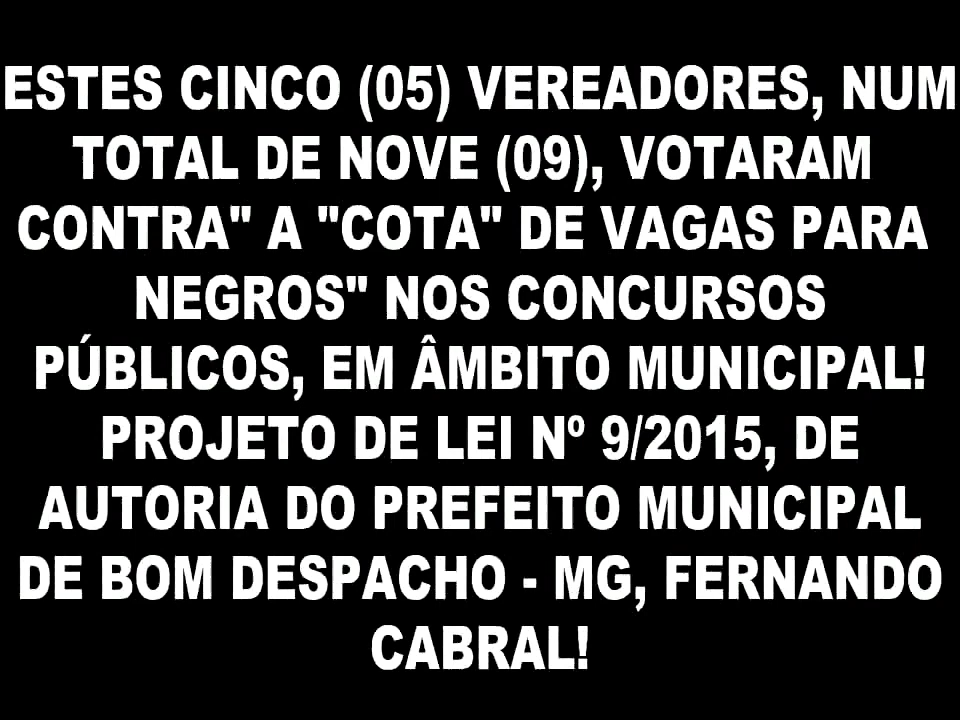 ESTES CINCO (05) VEREADORES, NUM
TOTAL DE NOVE (09), VOTARAM
CONTRA" A "COTA" DE VAGAS PARA
NEGROS" NOS CONCURSOS
PÚBLICOS, EM ÂMBITO MUNICIPAL!
PROJETO DE LEI Nº 9/2015, DE
AUTORIA DO PREFEITO MUNICIPAL
DE BOM DESPACHO - MG, FERNANDO
CABRAL!